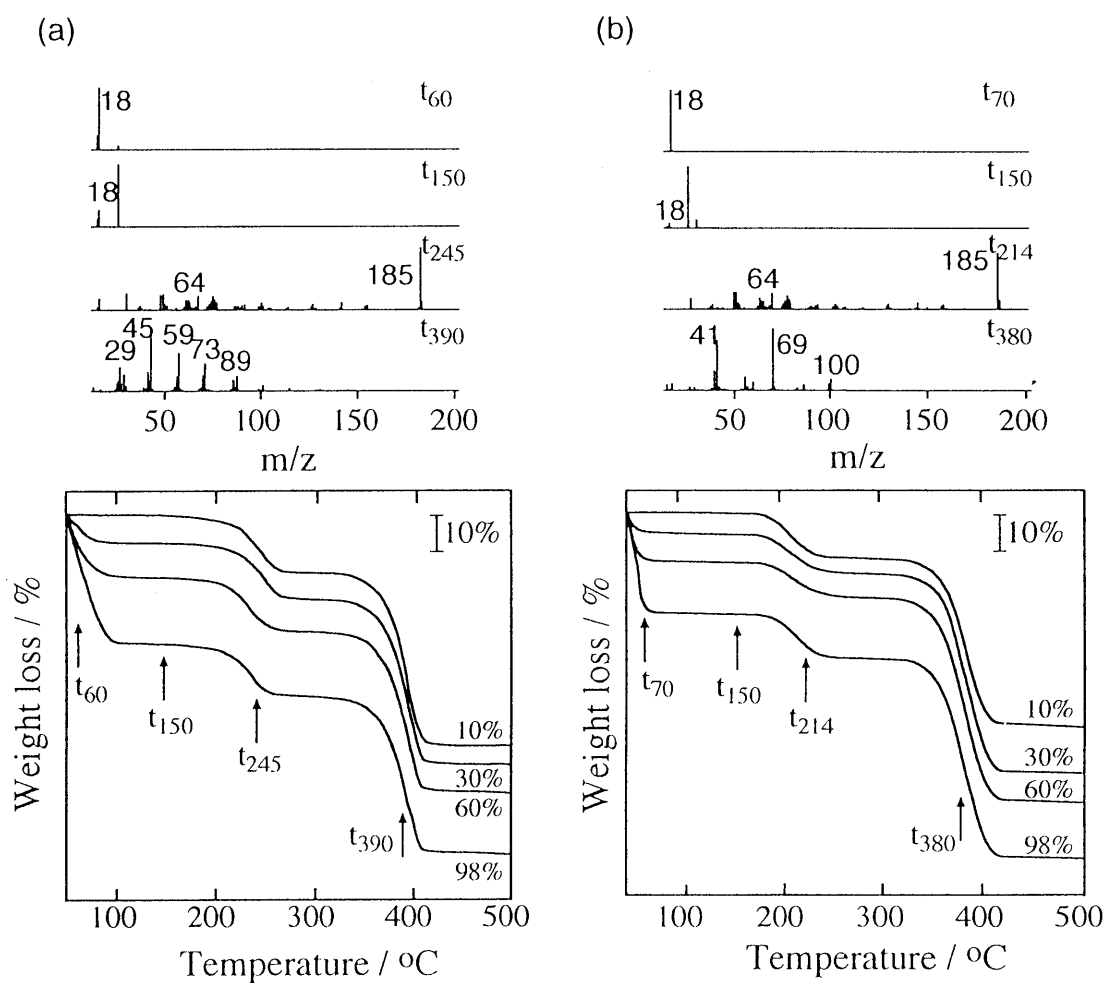 (a)
18
t60
18
t150
64
185
t245
29
45
59
73
89
t390
50
100
150
200
m/z
10%
Weight loss / %
t60
t150
t245
t390
10%
30%
60%
98%
100
200
300
400
500
Temperature / ºC
(b)
18
t70
18
t150
64
185
t214
41
69
100
t380
50
100
150
200
m/z
10%
Weight loss / %
t70
t150
t214
t380
10%
30%
60%
98%
100
200
300
400
500
Temperature / ºC